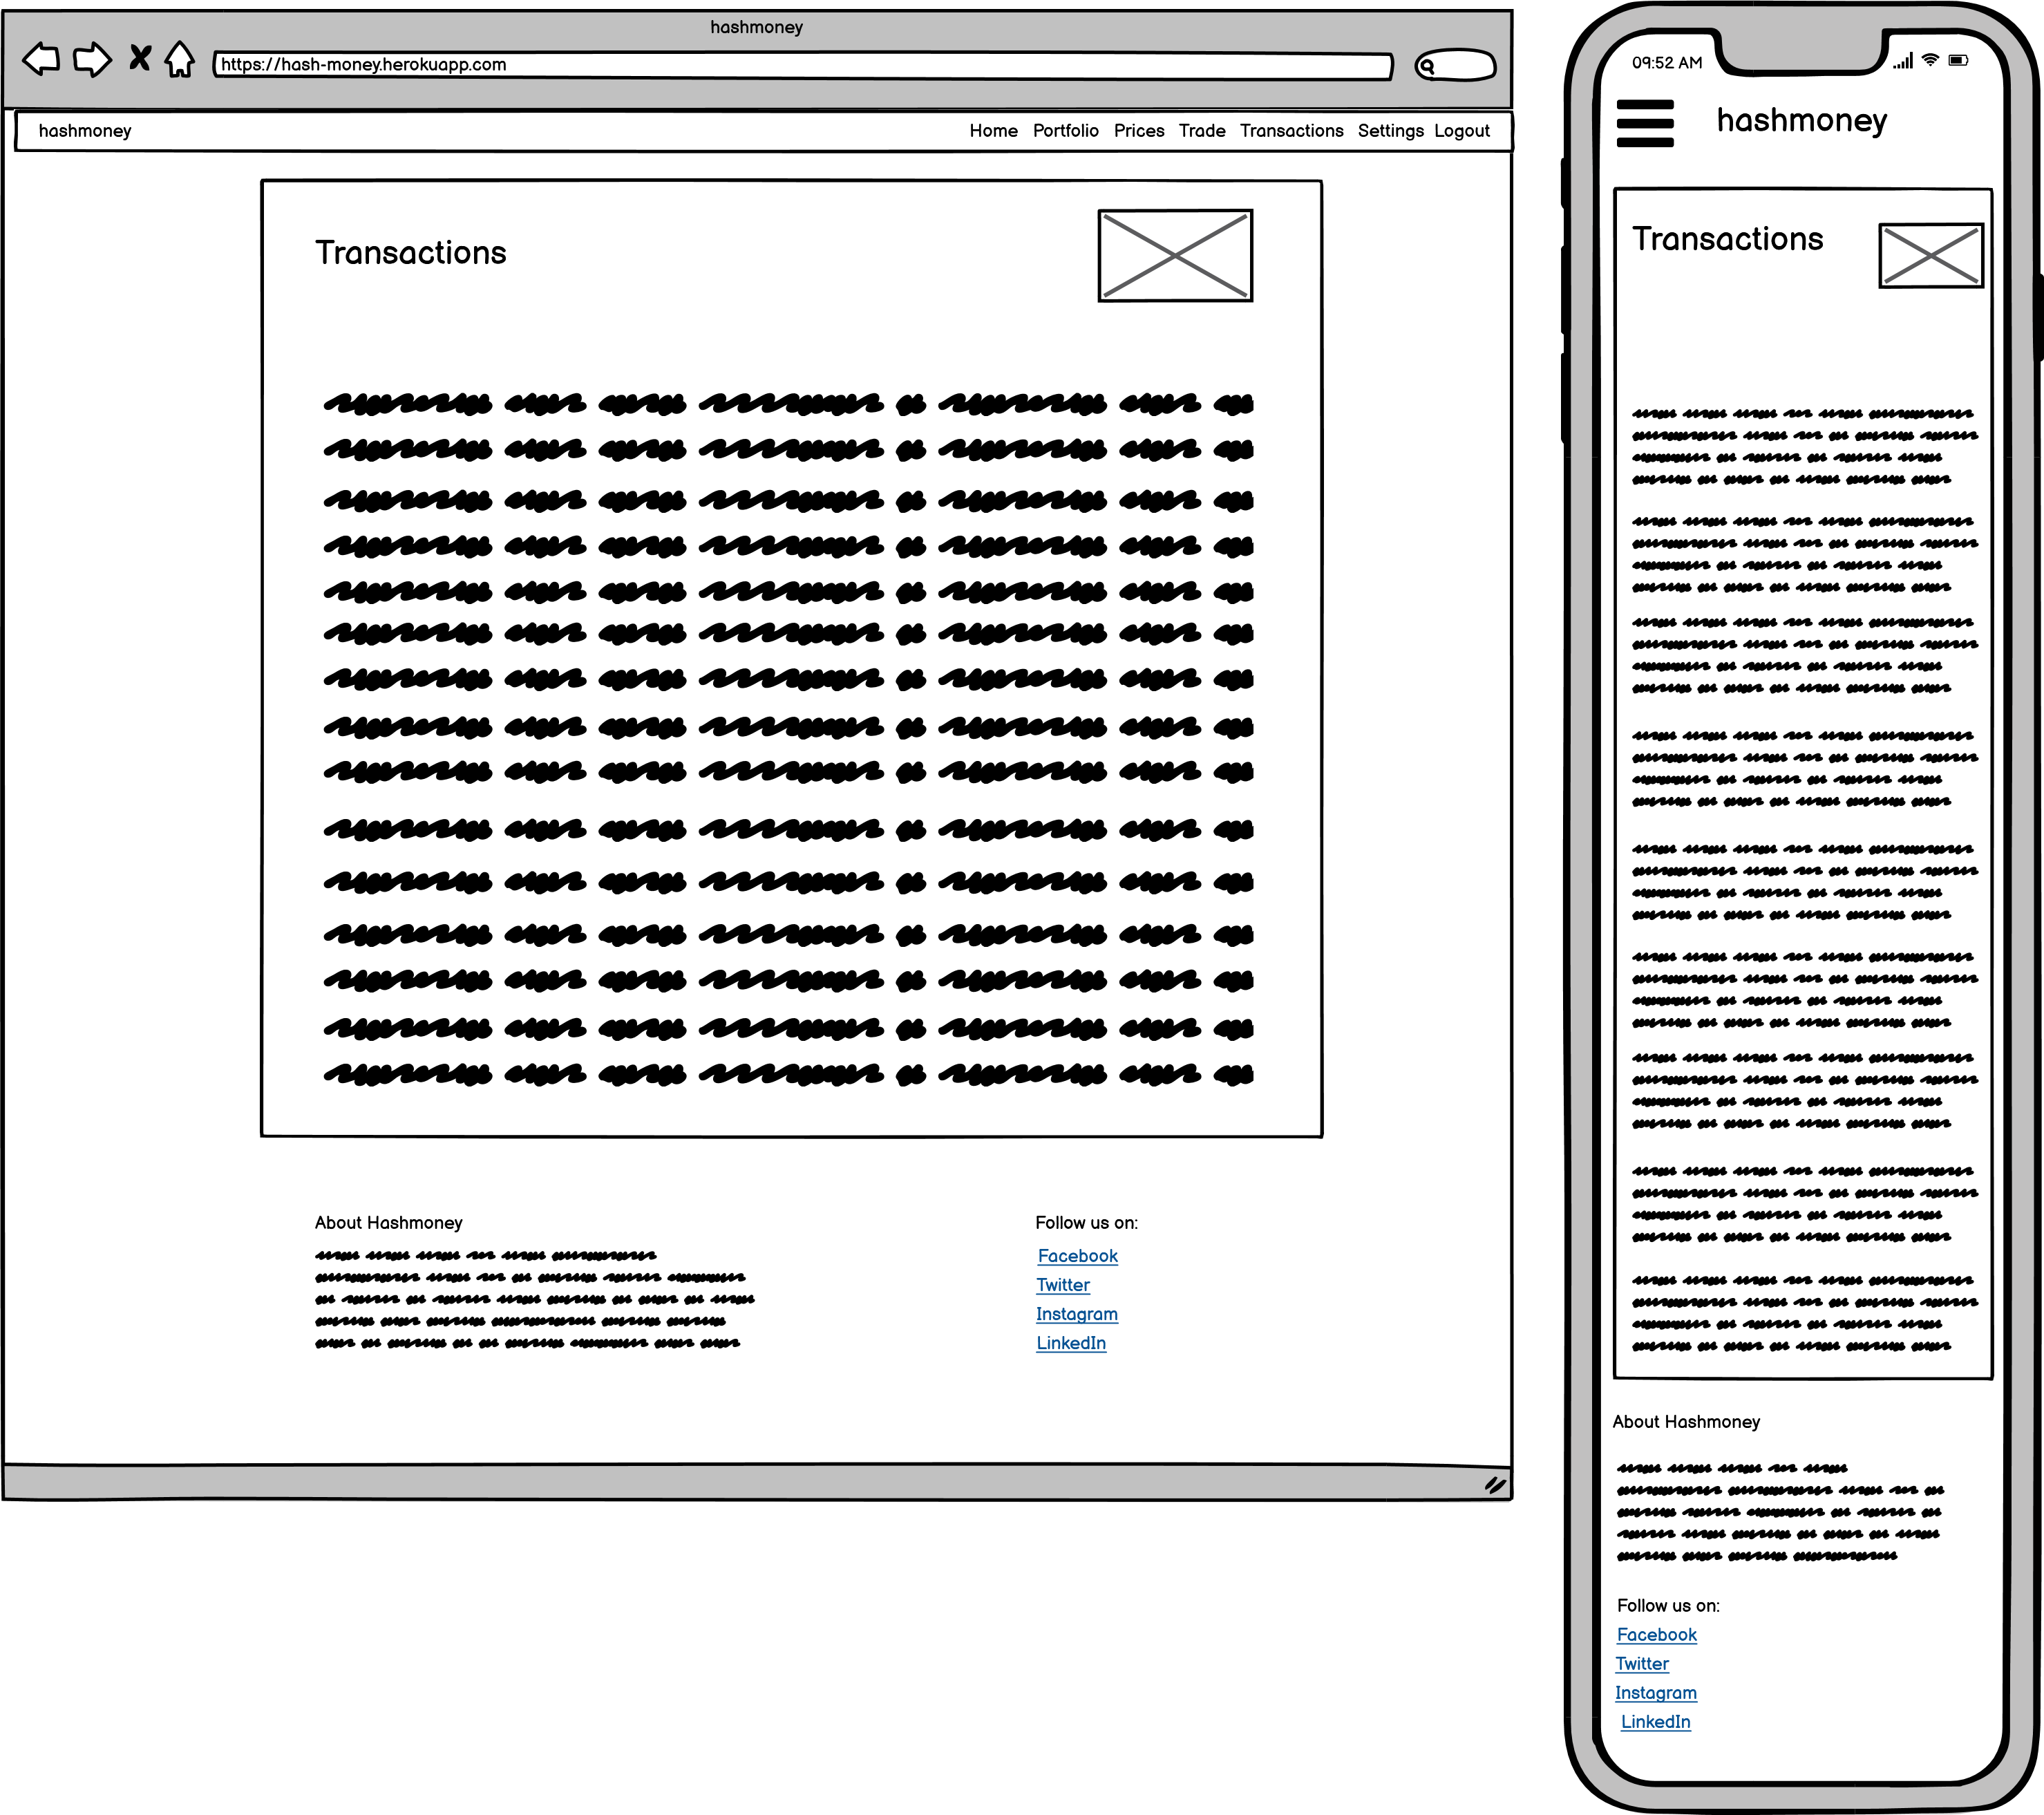 hashmoney
https://hash-money.herokuapp.com
hashmoney Home Portfolio Prices Trade Transactions Settings Logout
Transactions
About Hashmoney
Follow us on:
Facebook
Twitter
Instagram
LinkedIn
09:52 AM
hashmoney
Transactions
About Hashmoney
Follow us on:
Facebook
Twitter
Instagram
LinkedIn